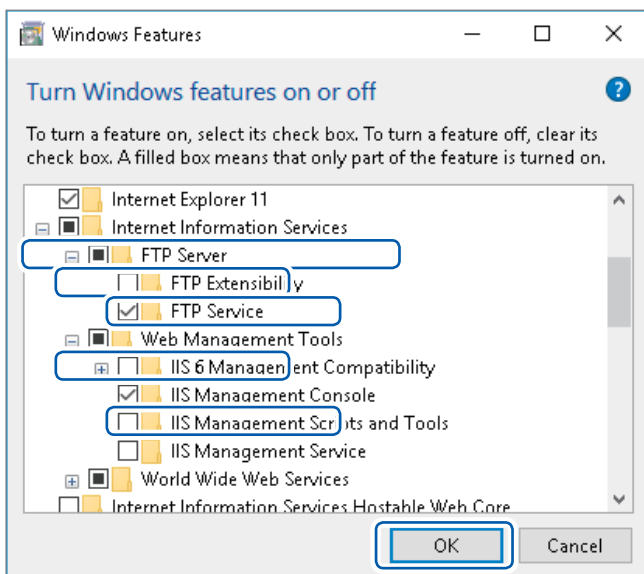 Windows Features
Turn Windows features on or off
?
To turn a feature on, select its check box. To turn a feature off, clear its
check box. A filled box means that only part of the feature is turned on.
Internet Explorer 11
Internet Information Services
FTP Server
FTP Extensibility
FTP Service
Web Management Tools
IIS 6 Management Compatibility
IIS Management Console
IIS Management Scripts and Tools
IIS Management Service
World Wide Web Services
Internet Information Services Hostable Web Core
OK Cancel